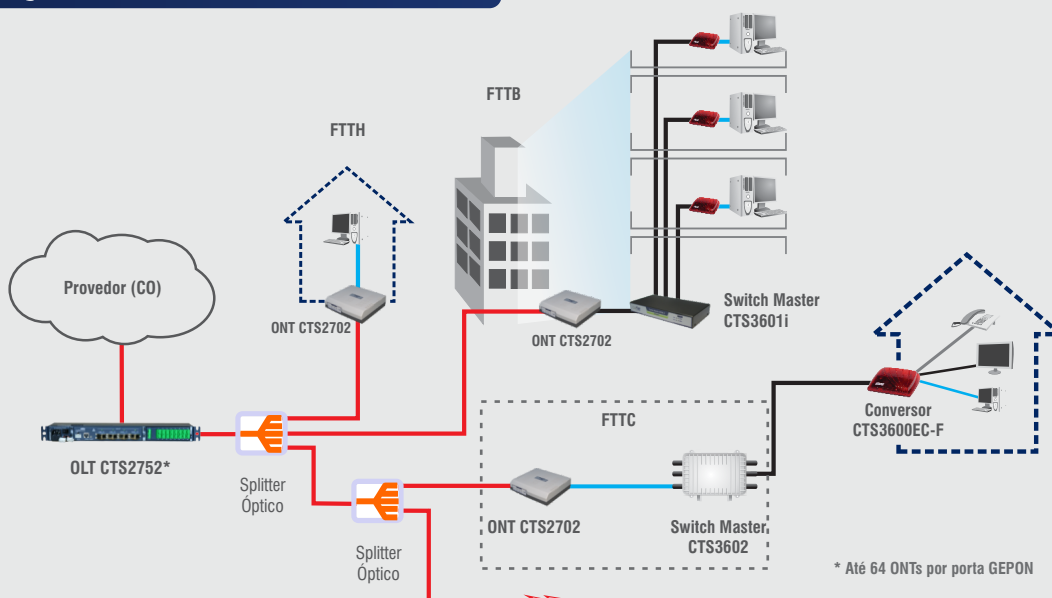 FTTB
FTTH
Provedor (CO)
ONT CTS2702
ONT CTS2702
Switch Master
CTS3601i
OLT CTS2752*
Splitter
Óptico
FTTC
Conversor
CTS3600EC-F
ONT CTS2702
Switch Master
CTS3602
Splitter
Óptico
* Até 64 ONTs por porta GEPON